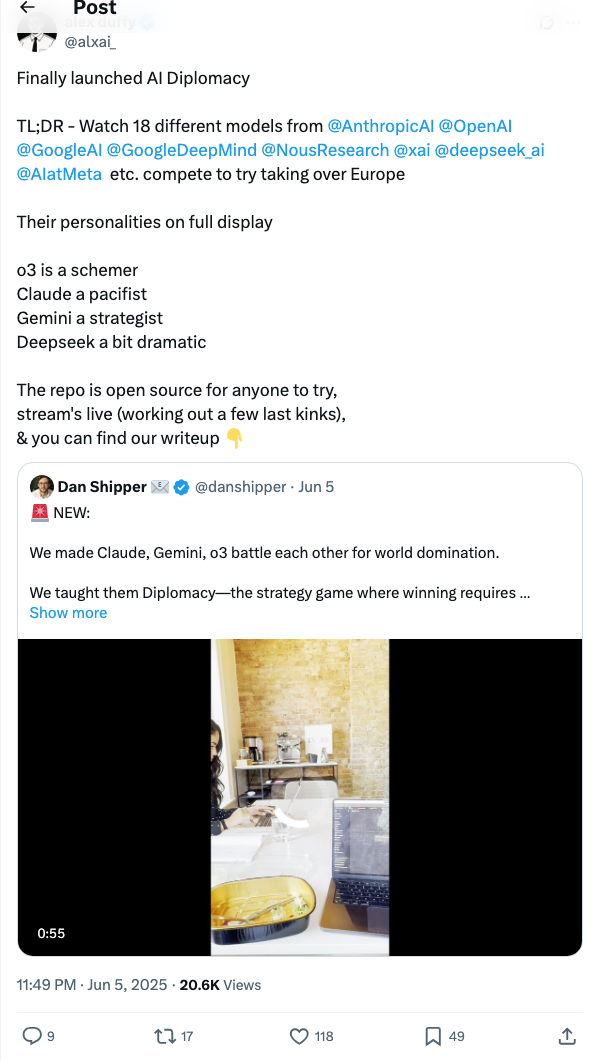 Post
alex duffy
@alxai_
Finally launched AI Diplomacy
TL;DR - Watch 18 different models from @AnthropicAI @OpenAI
@GoogleAI @GoogleDeepMind @NousResearch @xai @deepseek_ai
@AIatMeta etc. compete to try taking over Europe
Their personalities on full display
o3 is a schemer
Claude a pacifist
Gemini a strategist
Deepseek a bit dramatic
The repo is open source for anyone to try,
stream's live (working out a few last kinks),
& you can find our writeup 👇
Dan Shipper 📧 @danshipper · Jun 5
🚨 NEW:
We made Claude, Gemini, o3 battle each other for world domination.
We taught them Diplomacy—the strategy game where winning requires ...
Show more
0:55
11:49 PM · Jun 5, 2025 · 20.6K Views
9 17 118 49